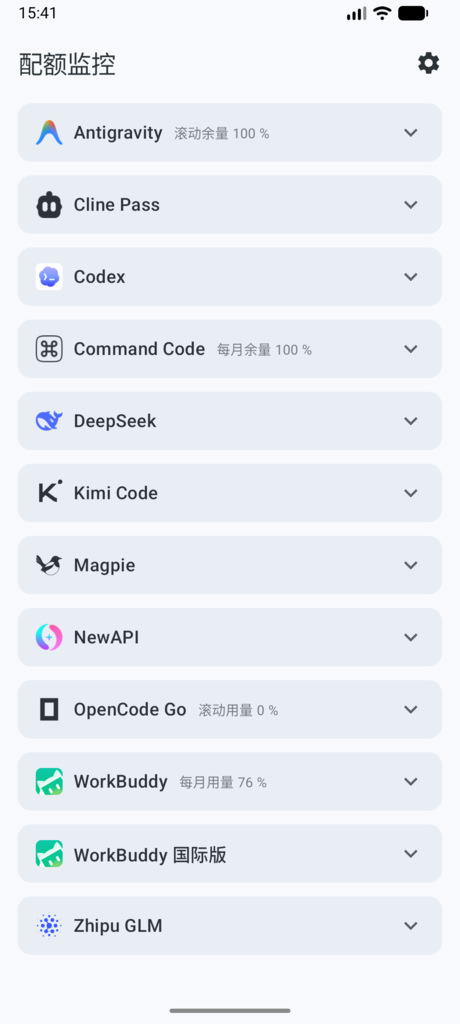 15:41
配额监控
Antigravity 滚动余量 100 %
Cline Pass
Codex
Command Code 每月余量 100 %
DeepSeek
Kimi Code
Magpie
NewAPI
OpenCode Go 滚动用量 0 %
WorkBuddy 每月用量 76 %
WorkBuddy 国际版
Zhipu GLM